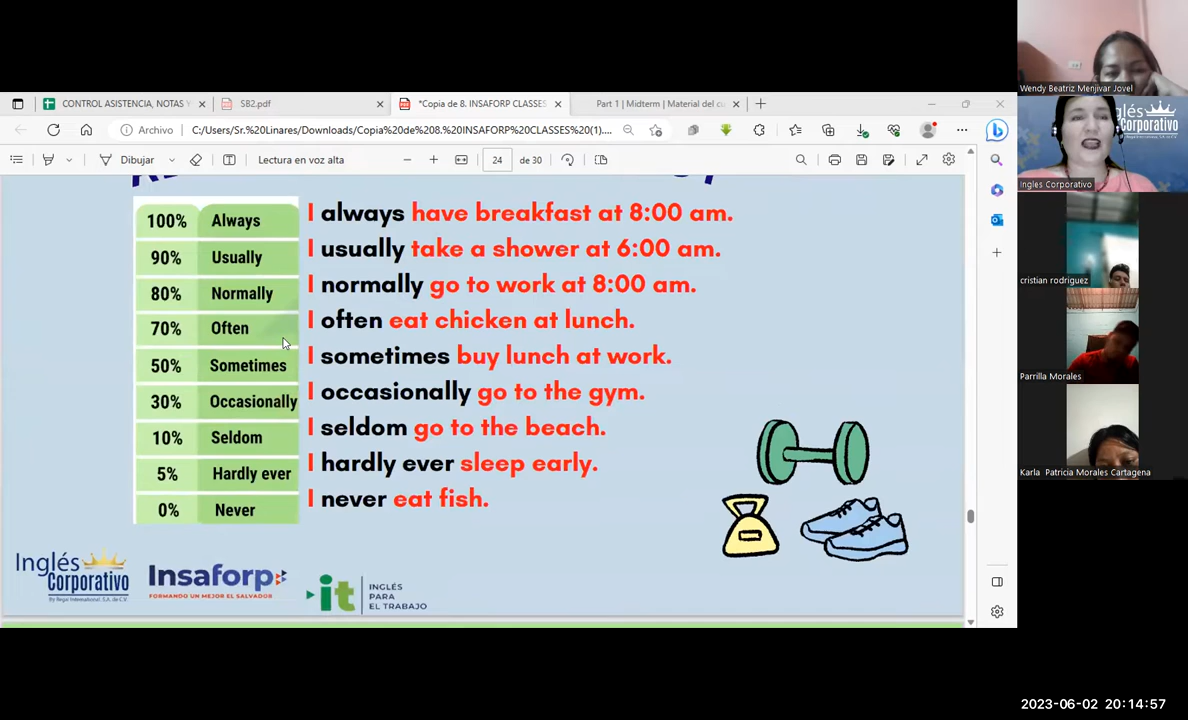 Wendy Beatriz Menjivar Jovel
CONTROL ASISTENCIA, NOTAS Y
SB2.pdf
*Copia de 8. INSAFORP CLASSES
Part 1 | Midterm | Material del cu
Archivo
C:/Users/Sr.%20Linares/Downloads/Copia%20de%208.%20INSAFORP%20CLASSES%20(1)....
Dibujar
Lectura en voz alta
24
de 30
100% Always
90% Usually
80% Normally
70% Often
50% Sometimes
30% Occasionally
10% Seldom
5% Hardly ever
0% Never
I always have breakfast at 8:00 am.
I usually take a shower at 6:00 am.
I normally go to work at 8:00 am.
I often eat chicken at lunch.
I sometimes buy lunch at work.
I occasionally go to the gym.
I seldom go to the beach.
I hardly ever sleep early.
I never eat fish.
Inglés
Corporativo
Insaforp
FORMANDO UN MEJOR EL SALVADOR
it
INGLÉS
PARA
EL TRABAJO
Inglés
Corporativo
Ingles Corporativo
cristian rodriguez
Parrilla Morales
Karla Patricia Morales Cartagena
2023-06-02 20:14:57